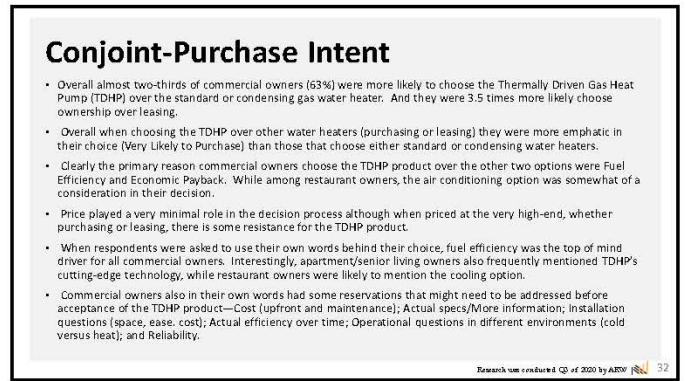 Conjoint-Purchase Intent
• Overall almost two-thirds of commercial owners (63%) were more likely to choose the Thermally Driven Gas Heat
Pump (TDHP) over the standard or condensing gas water heater. And they were 3.5 times more likely choose
ownership over leasing.
• Overall when choosing the TDHP over other water heaters (purchasing or leasing) they were more emphatic in
their choice (Very Likely to Purchase) than those that choose either standard or condensing water heaters.
• Clearly the primary reason commercial owners choose the TDHP product over the other two options were Fuel
Efficiency and Economic Payback. While among restaurant owners, the air conditioning option was somewhat of a
consideration in their decision.
• Price played a very minimal role in the decision process although when priced at the very high-end, whether
purchasing or leasing, there is some resistance for the TDHP product.
• When respondents were asked to use their own words behind their choice, fuel efficiency was the top of mind
driver for all commercial owners. Interestingly, apartment/senior living owners also frequently mentioned TDHP's
cutting-edge technology, while restaurant owners were likely to mention the cooling option.
• Commercial owners also in their own words had some reservations that might need to be addressed before
acceptance of the TDHP product—Cost (upfront and maintenance); Actual specs/More information; Installation
questions (space, ease. cost); Actual efficiency over time; Operational questions in different environments (cold
versus heat); and Reliability.
Research was conducted Q3 of 2020 by
32